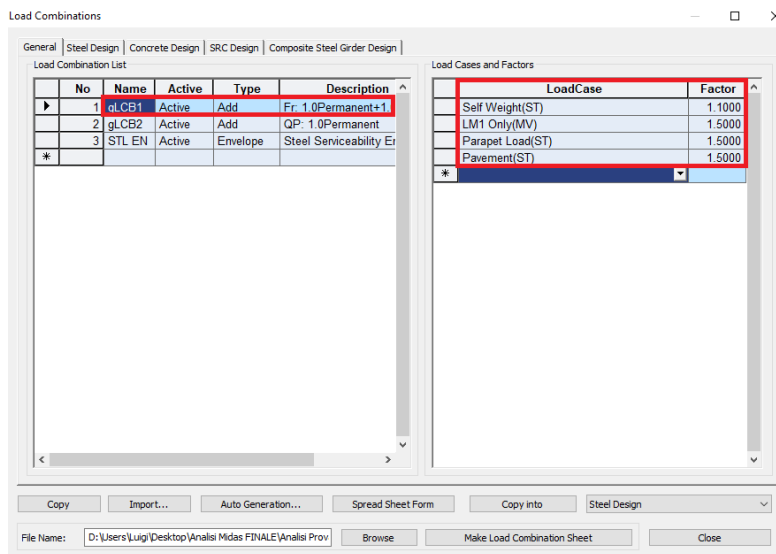 Load Combinations
General Steel Design Concrete Design SRC Design Composite Steel Girder Design
Load Combination List
Load Cases and Factors
No Name Active Type Description
1 gLCB1 Active Add Fr: 1.0Permanent+1.
2 gLCB2 Active Add QP: 1.0Permanent
3 STL EN Active Envelope Steel Serviceability Er
*
LoadCase Factor
Self Weight(ST) 1.1000
LM1 Only(MV) 1.5000
Parapet Load(ST) 1.5000
Pavement(ST) 1.5000
*
Copy Import... Auto Generation... Spread Sheet Form Copy into Steel Design
File Name: D:\Users\Luigi\Desktop\Analisi Midas FINALE\Analisi Prov Browse Make Load Combination Sheet Close